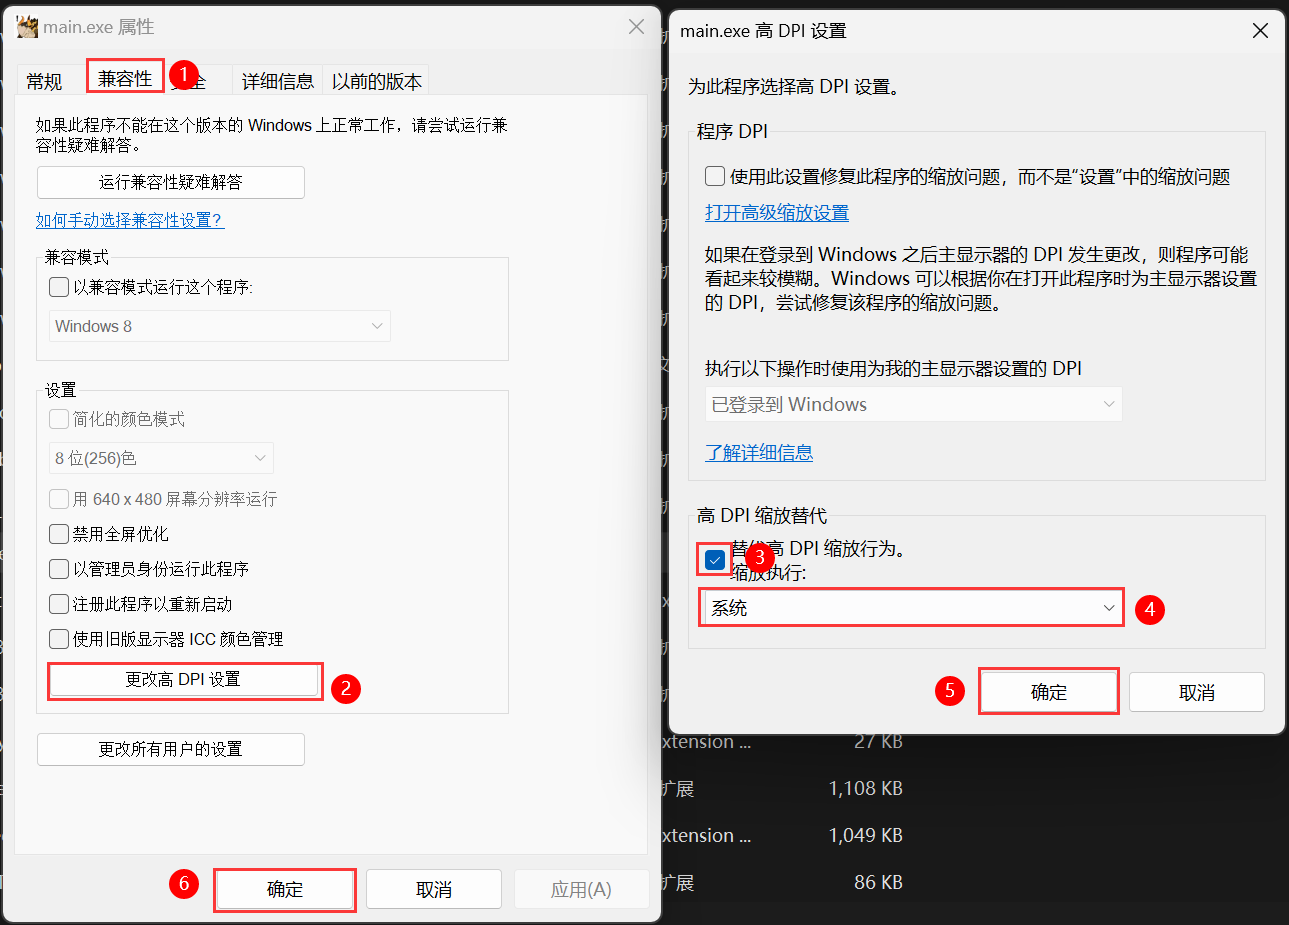 main.exe 属性
常规
兼容性
1
全
详细信息
以前的版本
如果此程序不能在这个版本的 Windows 上正常工作，请尝试运行兼
容性疑难解答。
运行兼容性疑难解答
如何手动选择兼容性设置?
兼容模式
以兼容模式运行这个程序:
Windows 8
设置
简化的颜色模式
8 位(256)色
用 640 x 480 屏幕分辨率运行
禁用全屏优化
以管理员身份运行此程序
注册此程序以重新启动
使用旧版显示器 ICC 颜色管理
更改高 DPI 设置
2
更改所有用户的设置
6
确定
取消
应用(A)
main.exe 高 DPI 设置
为此程序选择高 DPI 设置。
程序 DPI
使用此设置修复此程序的缩放问题，而不是“设置”中的缩放问题
打开高级缩放设置
如果在登录到 Windows 之后主显示器的 DPI 发生更改，则程序可能
看起来较模糊。Windows 可以根据你在打开此程序时为主显示器设置
的 DPI，尝试修复该程序的缩放问题。
执行以下操作时使用为我的主显示器设置的 DPI
已登录到 Windows
了解详细信息
高 DPI 缩放替代
替代高 DPI 缩放行为。
3
缩放执行:
系统
4
5
确定
取消
xtension ...
27 KB
扩展
1,108 KB
xtension ...
1,049 KB
扩展
86 KB